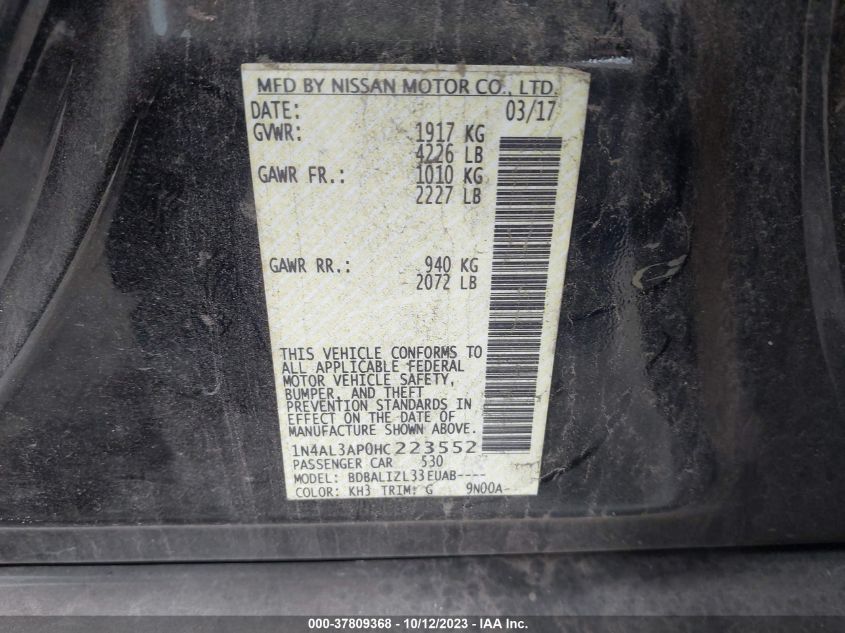 MFD BY NISSAN MOTOR CO., LTD.
DATE: 03/17
GVWR: 1917 KG
4226 LB
GAWR FR.: 1010 KG
2227 LB
GAWR RR.: 940 KG
2072 LB
THIS VEHICLE CONFORMS TO
ALL APPLICABLE FEDERAL
MOTOR VEHICLE SAFETY,
BUMPER, AND THEFT
PREVENTION STANDARDS IN
EFFECT ON THE DATE OF
MANUFACTURE SHOWN ABOVE.
1N4AL3AP0HC223552
PASSENGER CAR 530
MODEL: BDBALIZL33EUAB----
COLOR: KH3 TRIM: G 9N00A-
000-37809368 - 10/12/2023 - IAA Inc.